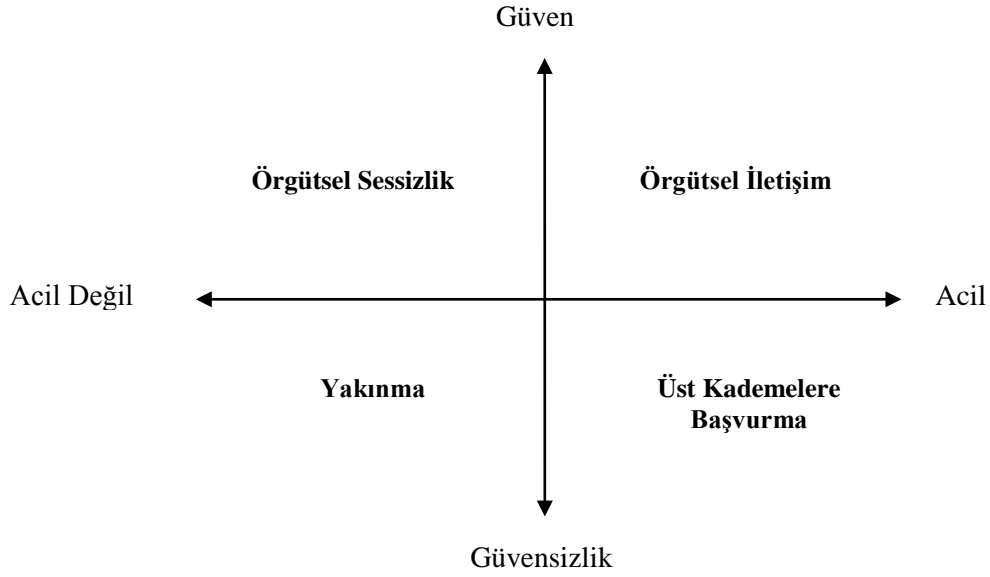 Güven
Örgütsel Sessizlik
Örgütsel İletişim
Acil Değil
Acil
Yakınma
Üst Kademelere
Başvurma
Güvensizlik